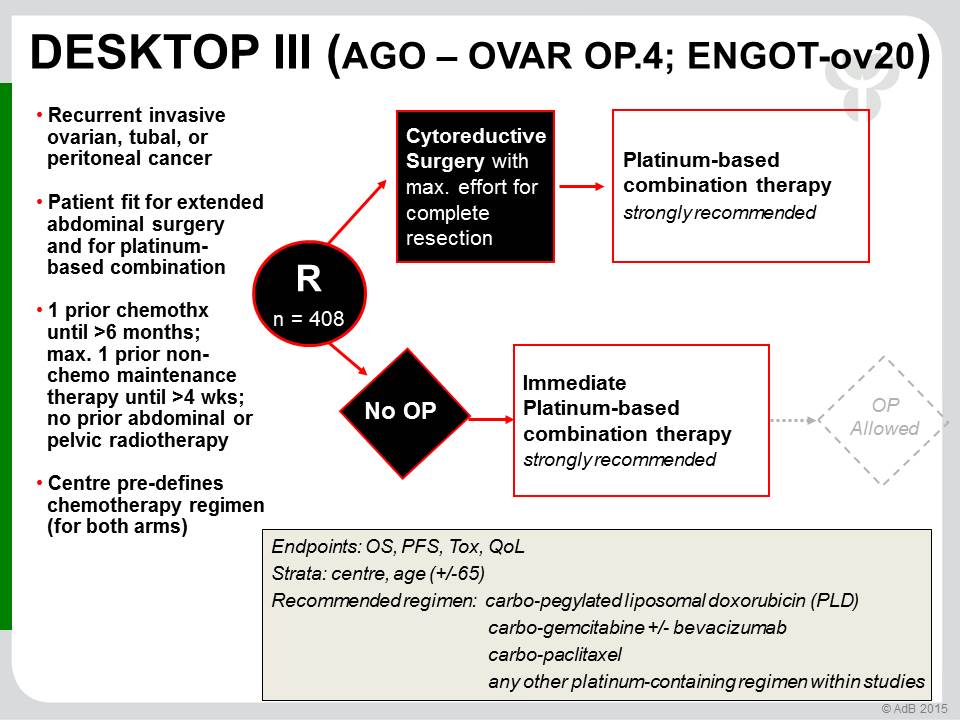 DESKTOP III (AGO – OVAR OP.4; ENGOT-ov20)
• Recurrent invasive
ovarian, tubal, or
peritoneal cancer
• Patient fit for extended
abdominal surgery
and for platinum-
based combination
• 1 prior chemothx
until >6 months;
max. 1 prior non-
chemo maintenance
therapy until >4 wks;
no prior abdominal or
pelvic radiotherapy
• Centre pre-defines
chemotherapy regimen
(for both arms)
R
n = 408
Cytoreductive
Surgery with
max. effort for
complete
resection
Platinum-based
combination therapy
strongly recommended
No OP
Immediate
Platinum-based
combination therapy
strongly recommended
OP
Allowed
Endpoints: OS, PFS, Tox, QoL
Strata: centre, age (+/-65)
Recommended regimen: carbo-pegylated liposomal doxorubicin (PLD)
carbo-gemcitabine +/- bevacizumab
carbo-paclitaxel
any other platinum-containing regimen within studies
© AdB 2015